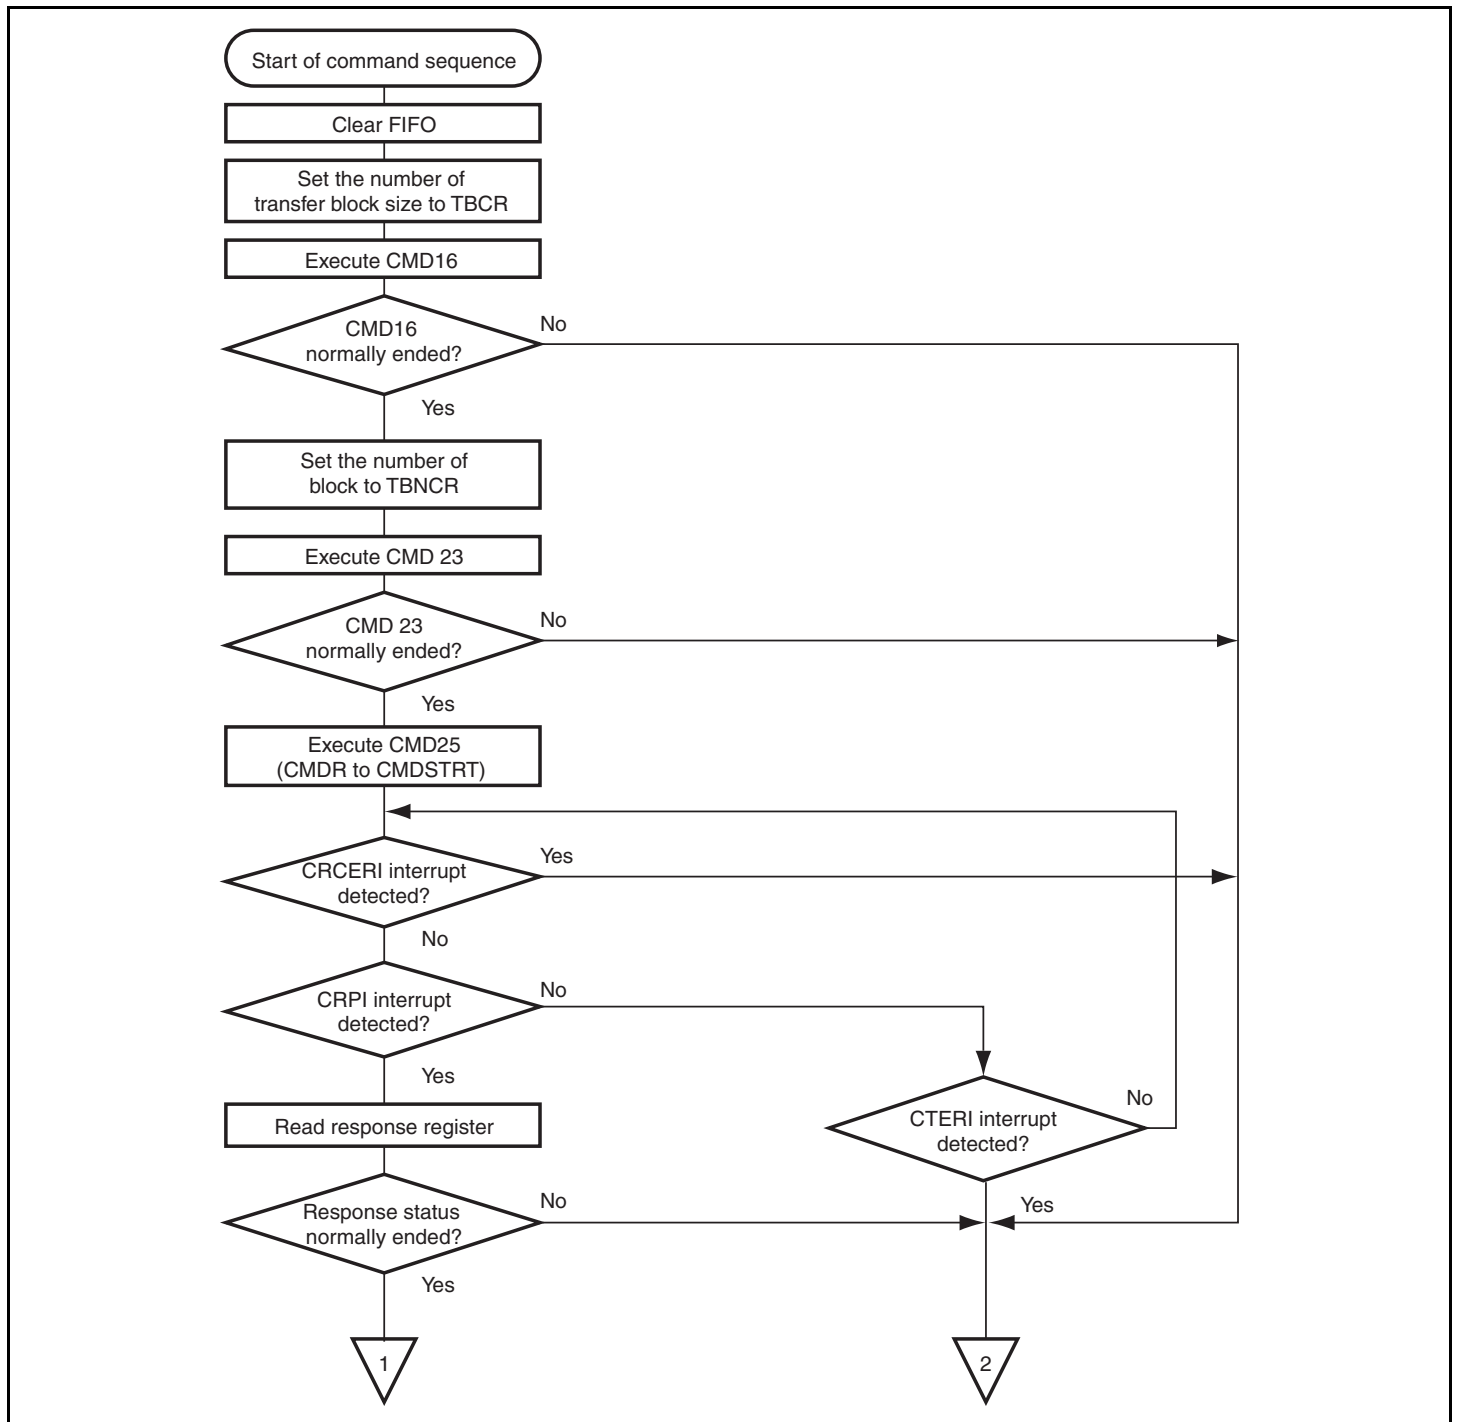 Start of command sequence
Clear FIFO
Set the number of
transfer block size to TBCR
Execute CMD16
CMD16
normally ended?
No
Yes
Set the number of
block to TBNCR
Execute CMD 23
CMD 23
normally ended?
No
Yes
Execute CMD25
(CMDR to CMDSTRT)
CRCERI interrupt
detected?
Yes
No
CRPI interrupt
detected?
No
Yes
CTERI interrupt
detected?
No
Yes
Read response register
Response status
normally ended?
No
Yes
1
2